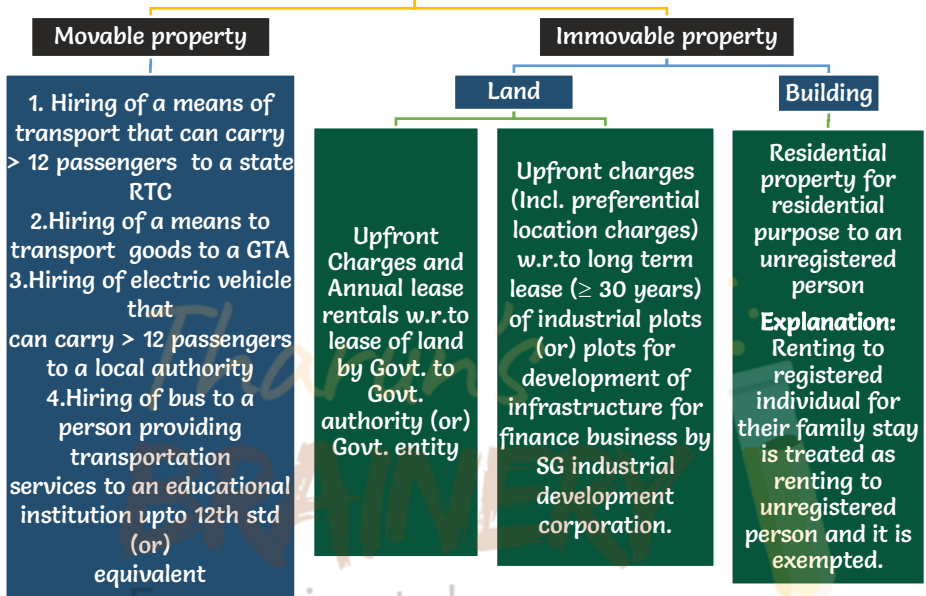 Movable property
Immovable property
Land
Building
1. Hiring of a means of
transport that can carry
> 12 passengers to a state
RTC
2.Hiring of a means to
transport goods to a GTA
3.Hiring of electric vehicle
that
can carry > 12 passengers
to a local authority
4.Hiring of bus to a
person providing
transportation
services to an educational
institution upto 12th std
(or)
equivalent
Upfront
Charges and
Annual lease
rentals w.r.to
lease of land
by Govt. to
Govt.
authority (or)
Govt. entity
Upfront charges
(Incl. preferential
location charges)
w.r.to long term
lease (≥ 30 years)
of industrial plots
(or) plots for
development of
infrastructure for
finance business by
SG industrial
development
corporation.
Residential
property for
residential
purpose to an
unregistered
person
Explanation:
Renting to
registered
individual for
their family stay
is treated as
renting to
unregistered
person and it is
exempted.
Tharun's
BRAINERY